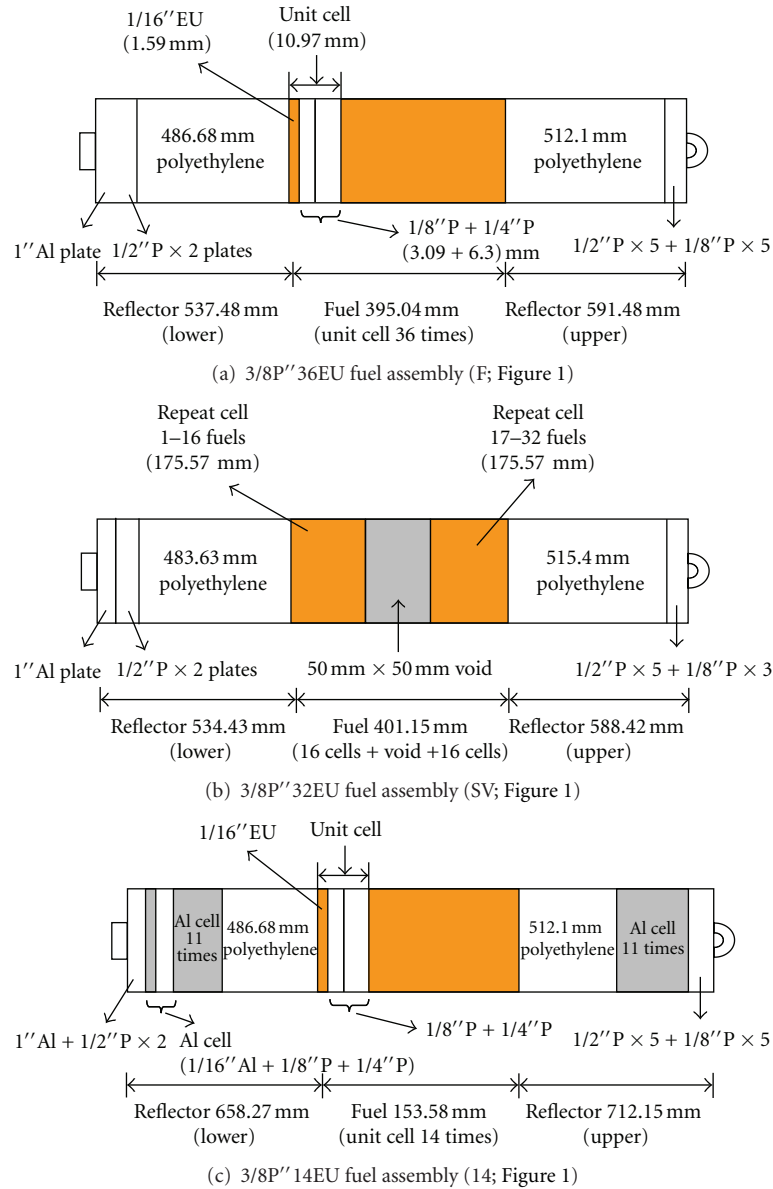 1/16′′EU
(1.59 mm)
Unit cell
(10.97 mm)
486.68 mm
polyethylene
512.1 mm
polyethylene
1′′Al plate
1/2′′P × 2 plates
1/8′′P + 1/4′′P
(3.09 + 6.3) mm
1/2′′P × 5 + 1/8′′P × 5
Reflector 537.48 mm
(lower)
Fuel 395.04 mm
(unit cell 36 times)
Reflector 591.48 mm
(upper)
(a) 3/8P′′36EU fuel assembly (F; Figure 1)
Repeat cell
1–16 fuels
(175.57 mm)
Repeat cell
17–32 fuels
(175.57 mm)
483.63 mm
polyethylene
515.4 mm
polyethylene
1′′Al plate
1/2′′P × 2 plates
50 mm × 50 mm void
1/2′′P × 5 + 1/8′′P × 3
Reflector 534.43 mm
(lower)
Fuel 401.15 mm
(16 cells + void +16 cells)
Reflector 588.42 mm
(upper)
(b) 3/8P′′32EU fuel assembly (SV; Figure 1)
1/16′′EU
Unit cell
Al cell
11
times
486.68 mm
polyethylene
512.1 mm
polyethylene
Al cell
11 times
1′′Al + 1/2′′P × 2
Al cell
(1/16′′Al + 1/8′′P + 1/4′′P)
1/8′′P + 1/4′′P
1/2′′P × 5 + 1/8′′P × 5
Reflector 658.27 mm
(lower)
Fuel 153.58 mm
(unit cell 14 times)
Reflector 712.15 mm
(upper)
(c) 3/8P′′14EU fuel assembly (14; Figure 1)